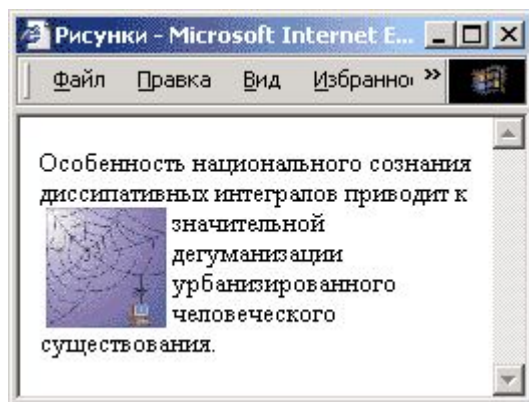 Рисунки - Microsoft Internet E...
Файл Правка Вид Избранно »
Особенность национального сознания
диссипативных интегралов приводит к
значительной
дегуманизации
урбанизированного
человеческого
существования.